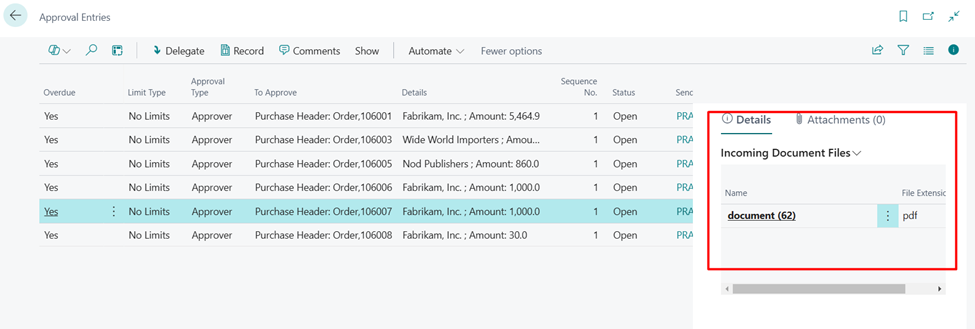 Approval Entries
Delegate Record Comments Show Automate Fewer options
Overdue Limit Type Approval Type To Approve Details Sequence No. Status Senc
Yes No Limits Approver Purchase Header: Order,106001 Fabrikam, Inc. ; Amount: 5,464.9 1 Open PRA
Yes No Limits Approver Purchase Header: Order,106003 Wide World Importers ; Amou... 1 Open PRA
Yes No Limits Approver Purchase Header: Order,106005 Nod Publishers ; Amount: 860.0 1 Open PRA
Yes No Limits Approver Purchase Header: Order,106006 Fabrikam, Inc. ; Amount: 1,000.0 1 Open PRA
Yes No Limits Approver Purchase Header: Order,106007 Fabrikam, Inc. ; Amount: 1,000.0 1 Open PRA
Yes No Limits Approver Purchase Header: Order,106008 Fabrikam, Inc. ; Amount: 30.0 1 Open PRA
Details Attachments (0)
Incoming Document Files
Name File Extensio
document (62) pdf